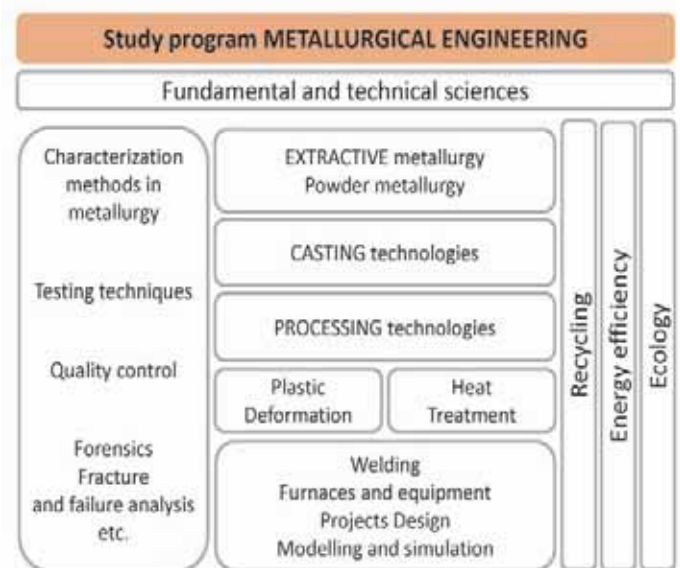 Study program METALLURGICAL ENGINEERING
Fundamental and technical sciences
Characterization
methods in
metallurgy
Testing techniques
Quality control
Forensics
Fracture
and failure analysis
etc.
EXTRACTIVE metallurgy
Powder metallurgy
CASTING technologies
PROCESSING technologies
Plastic
Deformation
Heat
Treatment
Welding
Furnaces and equipment
Projects Design
Modelling and simulation
Recycling
Energy efficiency
Ecology